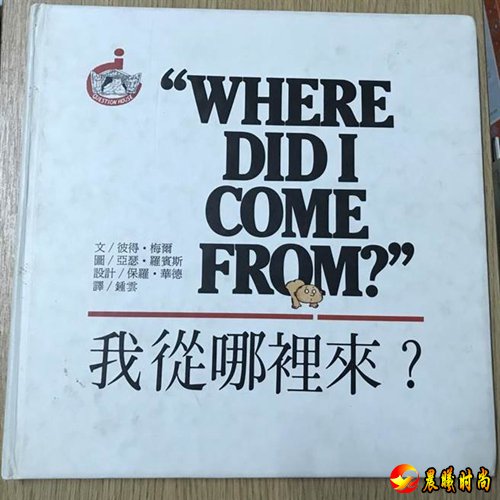 QUESTION HOUSE
“WHERE
DID I
COME
FROM?”
文/彼得·梅爾
圖/亞瑟·羅賓斯
設計/保羅·華德
譯/鍾雲
我從哪裡來？
晨曦时尚